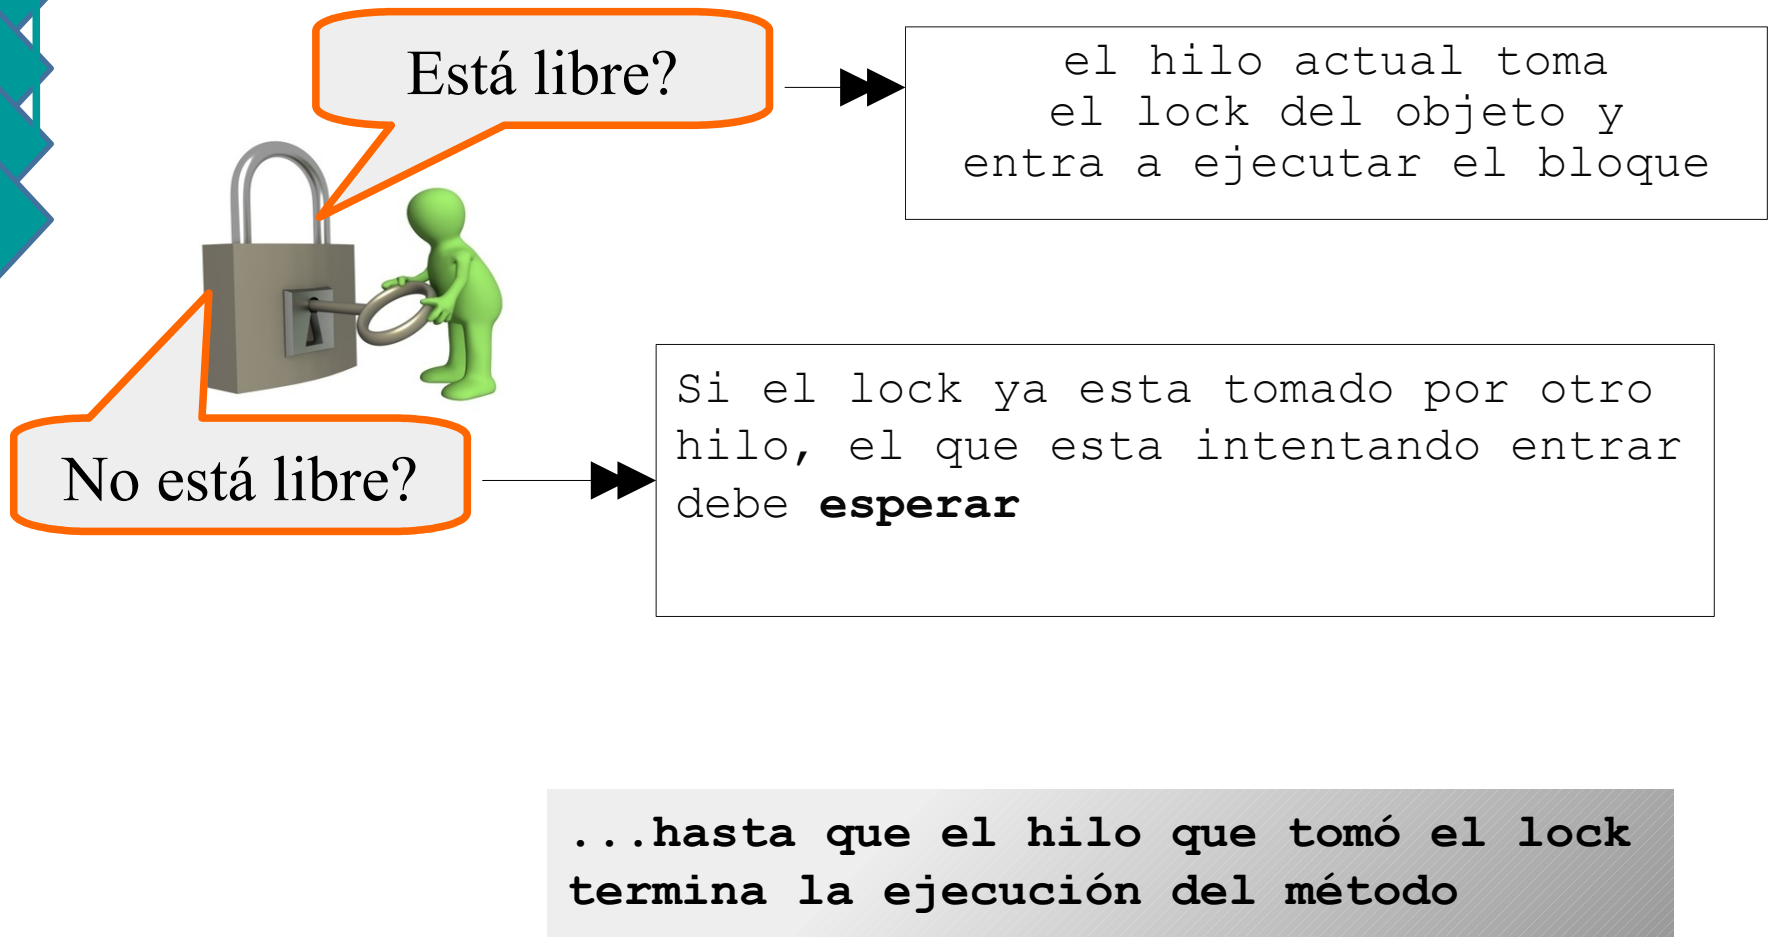 Está libre?
el hilo actual toma
el lock del objeto y
entra a ejecutar el bloque
No está libre?
Si el lock ya esta tomado por otro
hilo, el que esta intentando entrar
debe esperar
...hasta que el hilo que tomó el lock
termina la ejecución del método